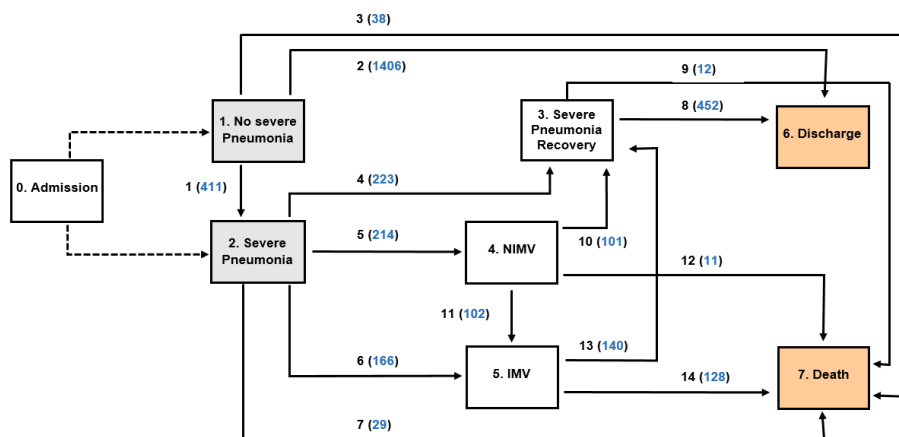 3 (38)
2 (1406)
9 (12)
8 (452)
1. No severe
Pneumonia
3. Severe
Pneumonia
Recovery
6. Discharge
0. Admission
1 (411)
4 (223)
5 (214)
10 (101)
2. Severe
Pneumonia
4. NIMV
12 (11)
11 (102)
13 (140)
6 (166)
5. IMV
14 (128)
7. Death
7 (29)